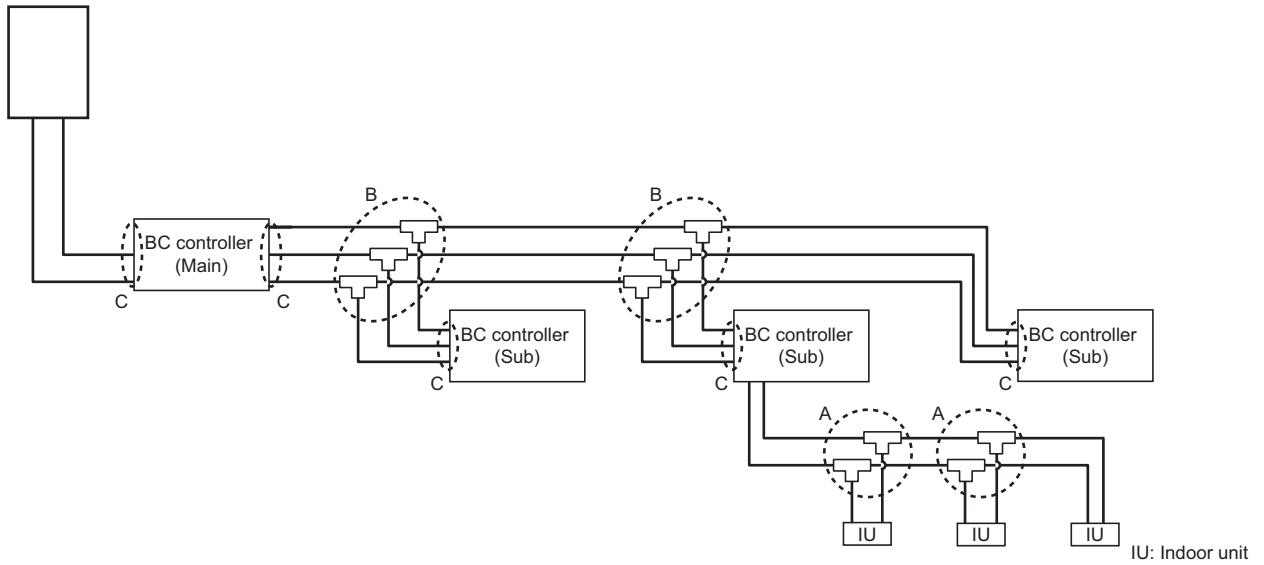 B
B
BC controller
(Main)
C
C
BC controller
(Sub)
C
BC controller
(Sub)
C
BC controller
(Sub)
C
A
A
IU
IU
IU
IU: Indoor unit